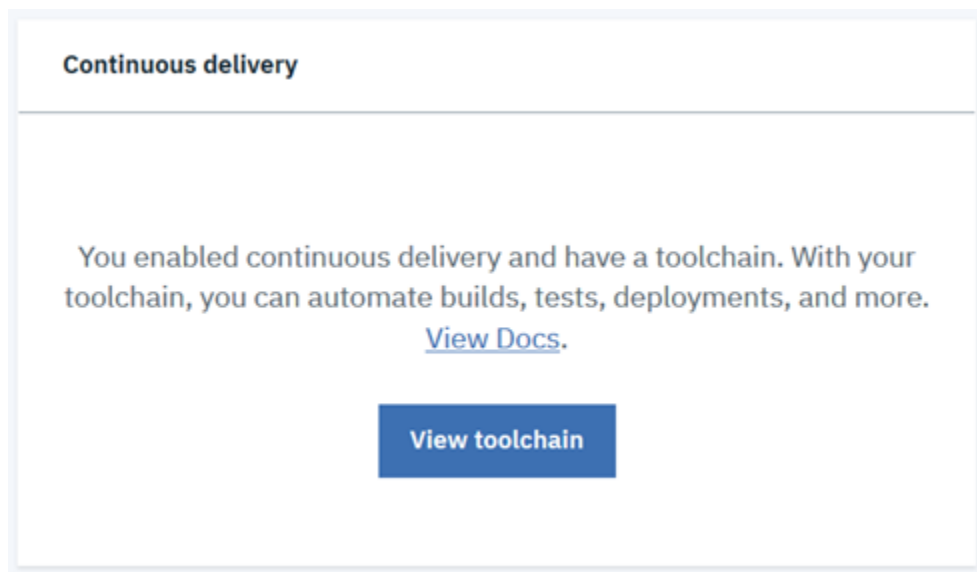 Continuous delivery
You enabled continuous delivery and have a toolchain. With your
toolchain, you can automate builds, tests, deployments, and more.
View Docs.
View toolchain